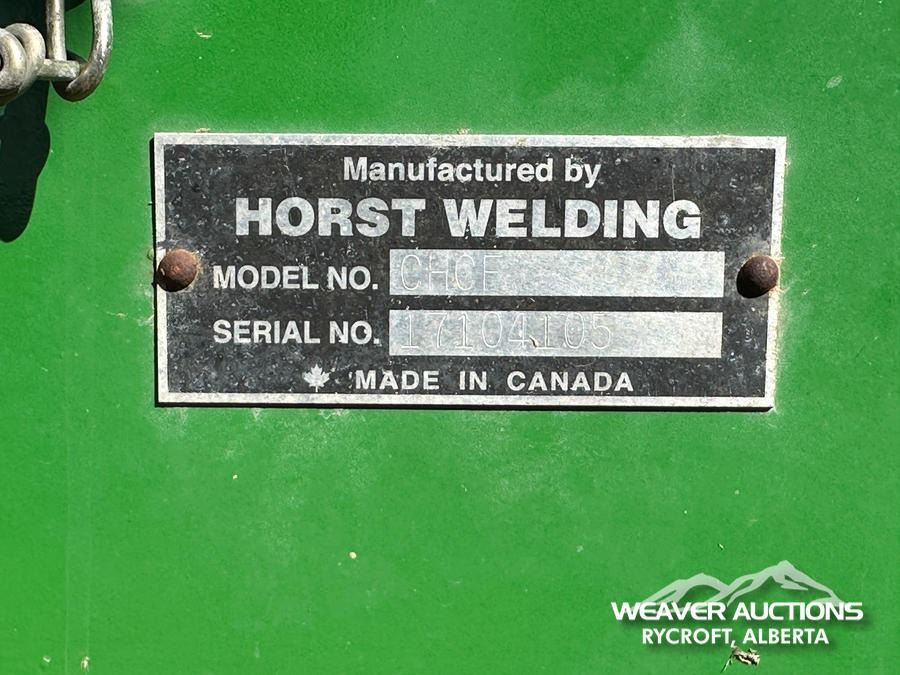 Manufactured by
HORST WELDING
MODEL NO. CHCF
SERIAL NO. 17104105
MADE IN CANADA
WEAVER AUCTIONS
RYCROFT, ALBERTA